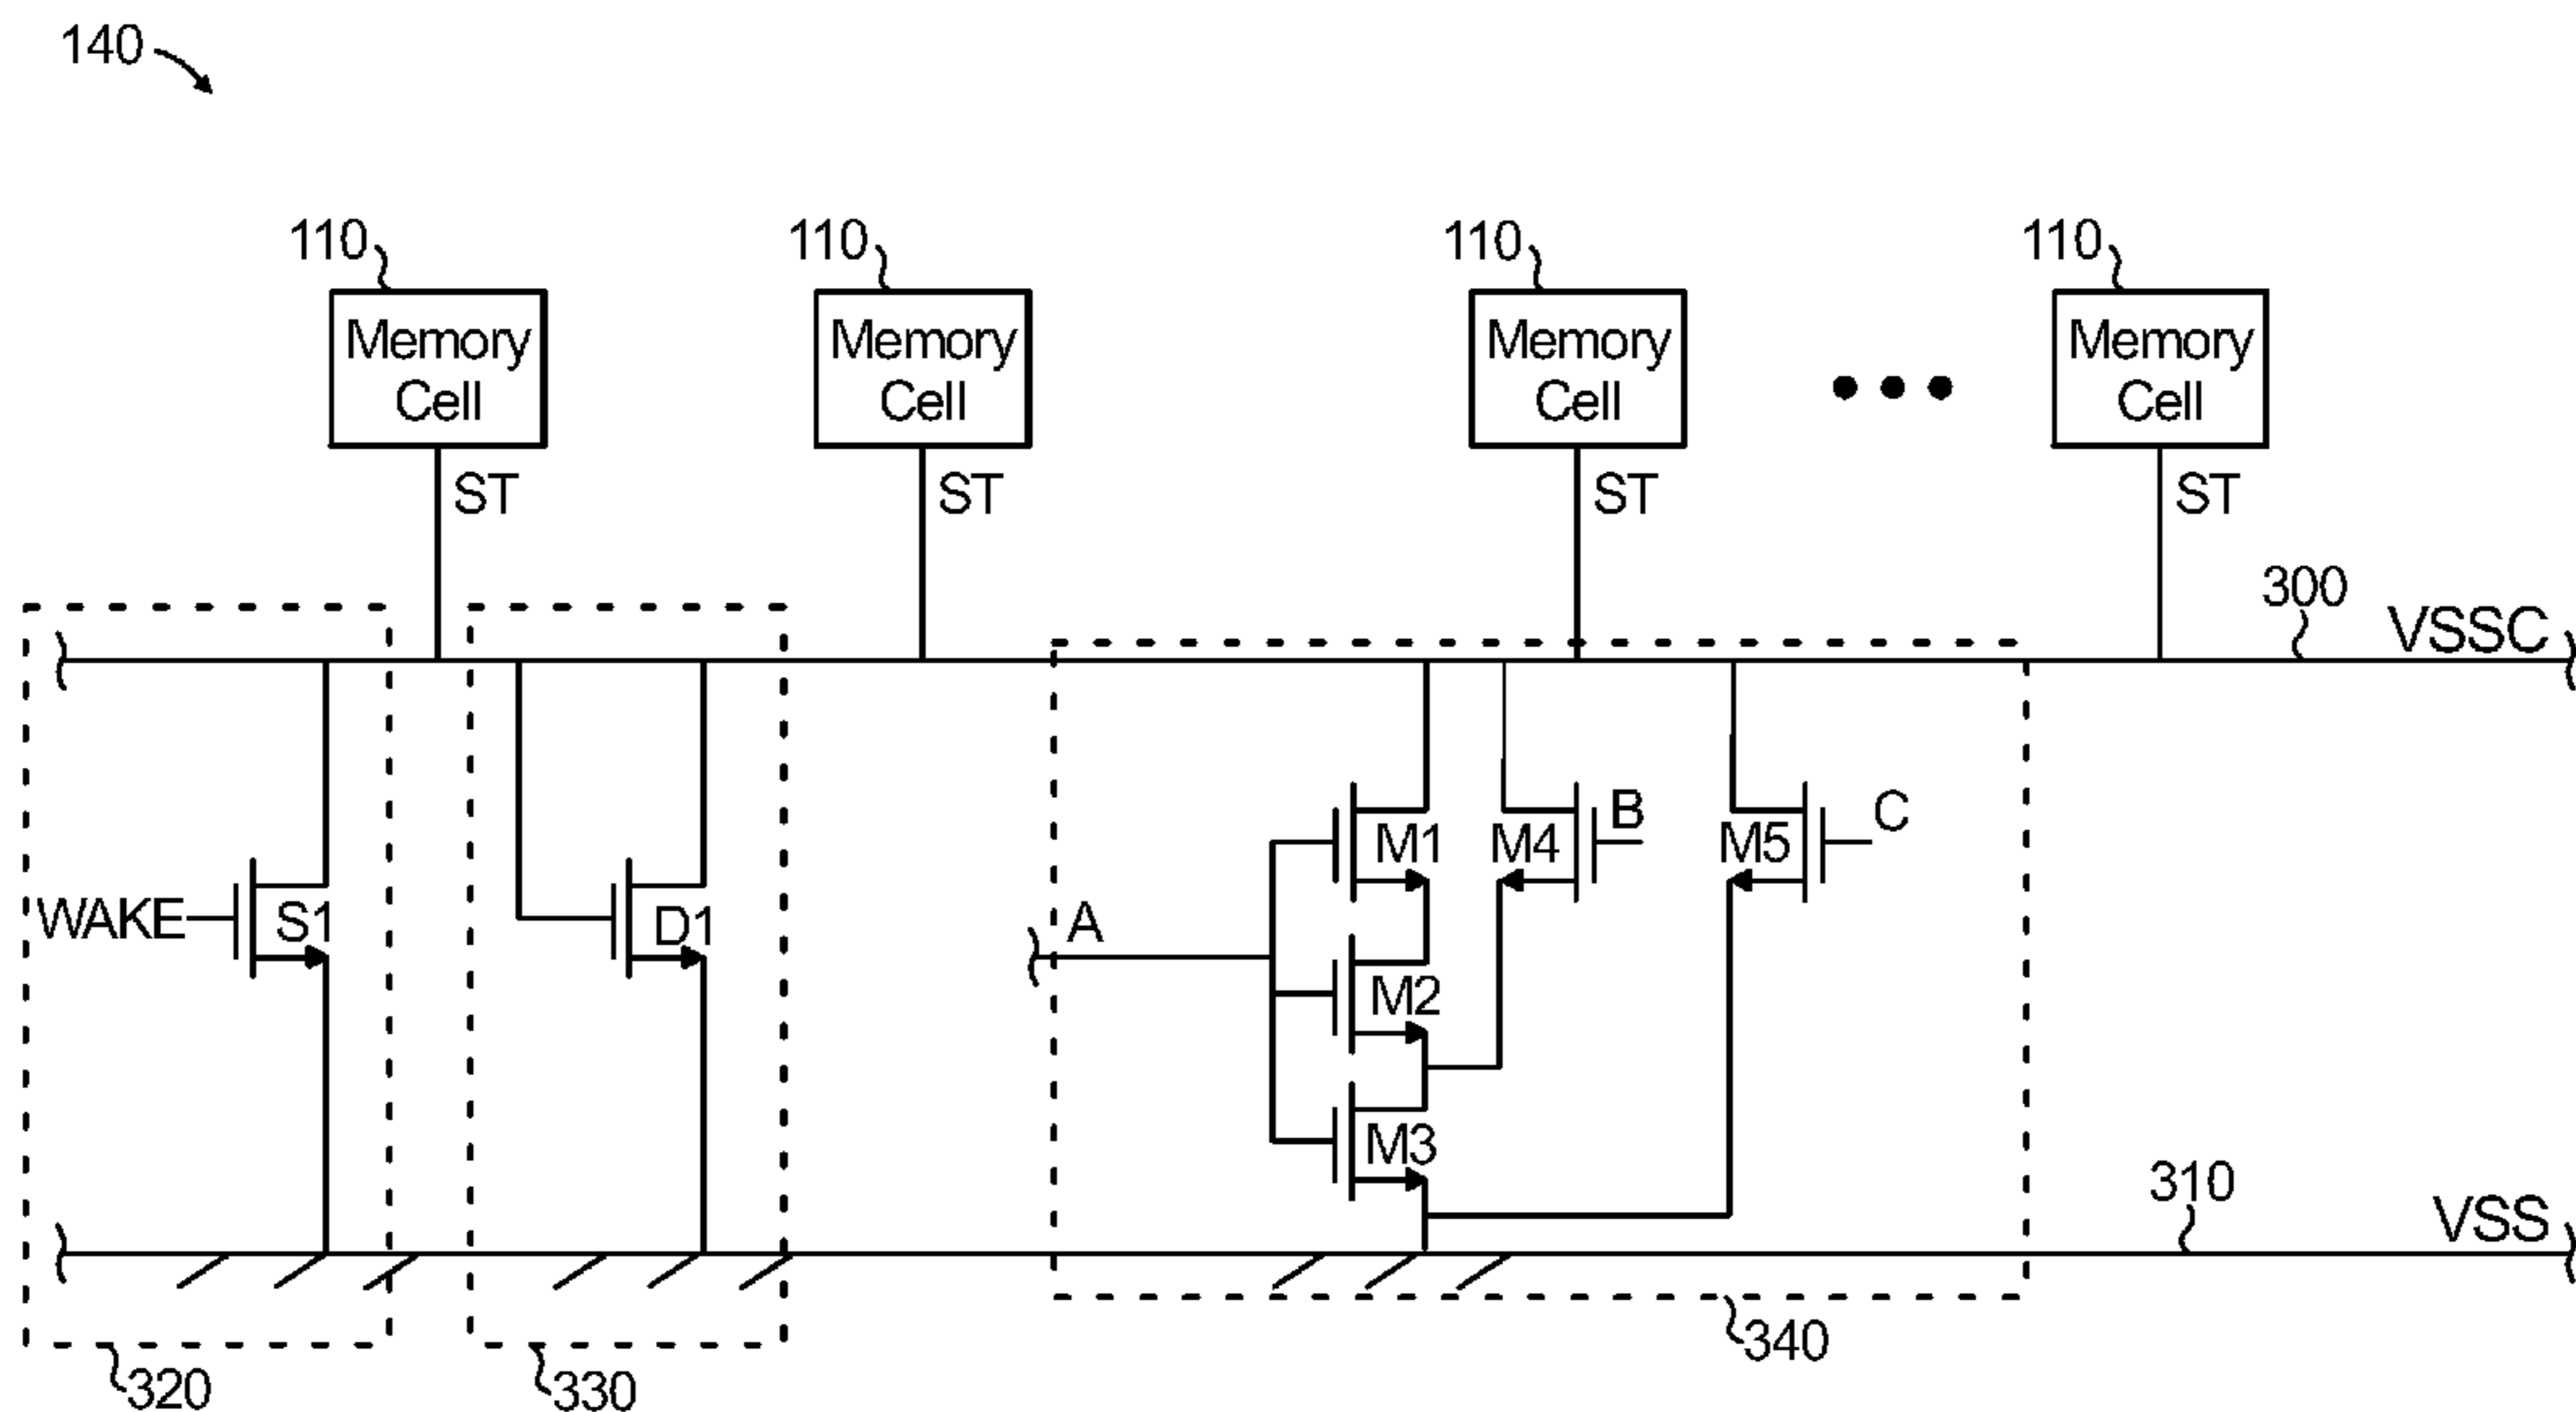 140
110 110 110 110
Memory Cell Memory Cell Memory Cell Memory Cell
ST ST ST ST
300
VSSC
WAKE S1 D1 A M1 M4 B M5 C
M2
M3
310
VSS
320 330 340